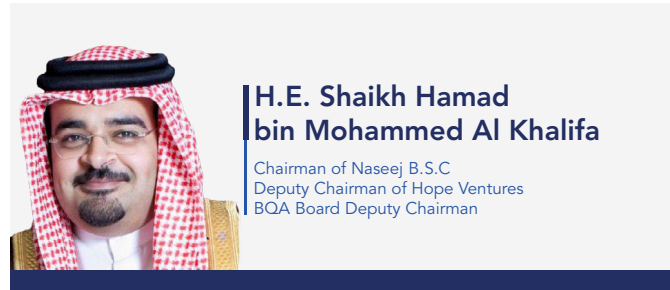 H.E. Shaikh Hamad
bin Mohammed Al Khalifa
Chairman of Naseej B.S.C
Deputy Chairman of Hope Ventures
BQA Board Deputy Chairman